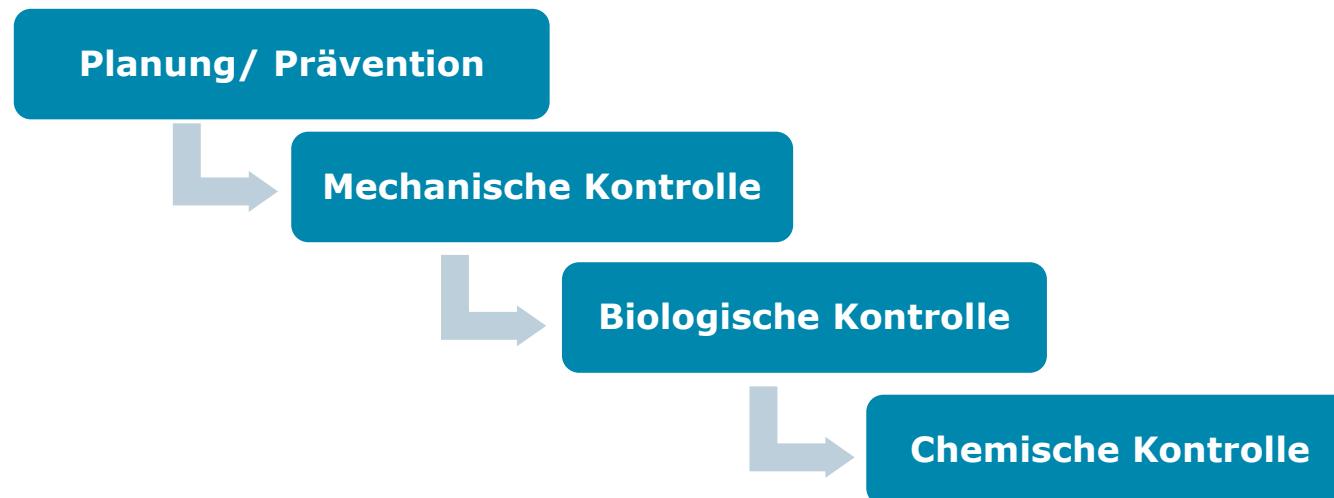 Planung/ Prävention
Mechanische Kontrolle
Biologische Kontrolle
Chemische Kontrolle